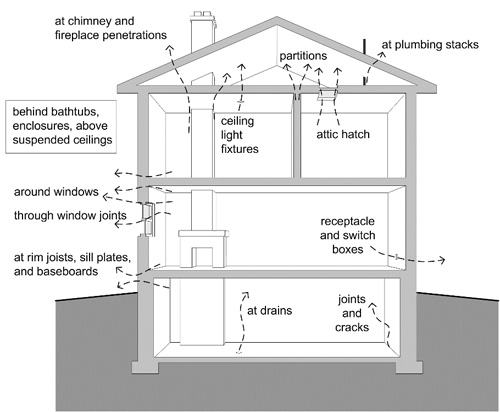 at chimney and
fireplace penetrations
partitions
at plumbing stacks
behind bathtubs,
enclosures, above
suspended ceilings
ceiling
light
fixtures
attic hatch
around windows
through window joints
receptacle
and switch
boxes
at rim joists, sill plates,
and baseboards
at drains
joints
and
cracks